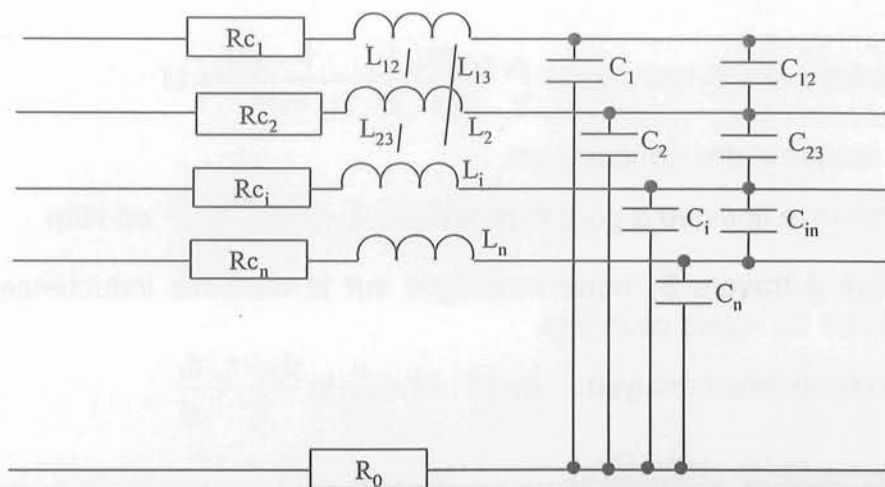 Rc₁
L₁₂
L₁₃
C₁
C₁₂
Rc₂
L₂₃
L₂
C₂
C₂₃
Rcᵢ
Lᵢ
Cᵢ
Cᵢₙ
Rcₙ
Lₙ
Cₙ
R₀